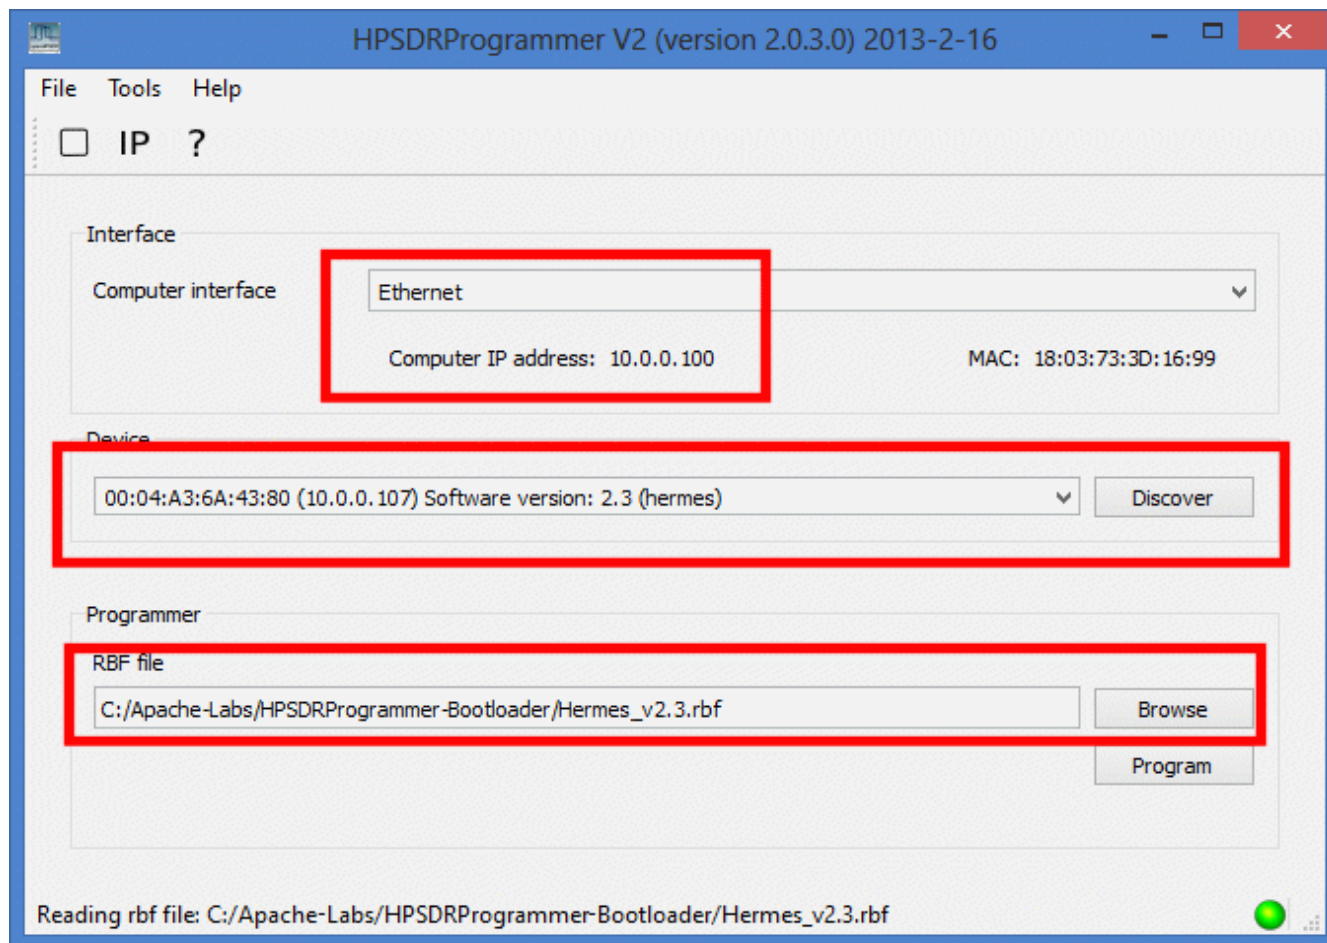 HPSDRProgrammer V2 (version 2.0.3.0) 2013-2-16
File Tools Help
IP ?
Interface
Computer interface Ethernet
Computer IP address: 10.0.0.100 MAC: 18:03:73:3D:16:99
Device
00:04:A3:6A:43:80 (10.0.0.107) Software version: 2.3 (hermes) Discover
Programmer
RBF file
C:/Apache-Labs/HPSDRProgrammer-Bootloader/Hermes_v2.3.rbf Browse
Program
Reading rbf file: C:/Apache-Labs/HPSDRProgrammer-Bootloader/Hermes_v2.3.rbf